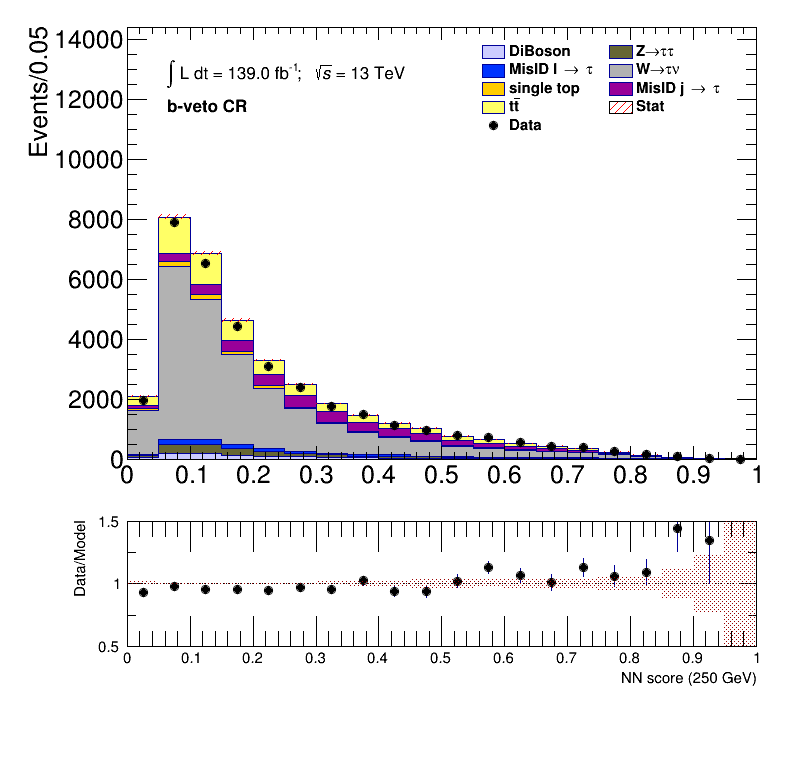 Events/0.05
14000
12000
10000
8000
6000
4000
2000
0
∫ L dt = 139.0 fb⁻¹; √s = 13 TeV
b-veto CR
DiBoson
MisID l → τ
single top
tt̄
Data
Z→ττ
W→τν
MisID j → τ
Stat
0 0.1 0.2 0.3 0.4 0.5 0.6 0.7 0.8 0.9 1
Data/Model
1.5
1
0.5
0 0.1 0.2 0.3 0.4 0.5 0.6 0.7 0.8 0.9 1
NN score (250 GeV)